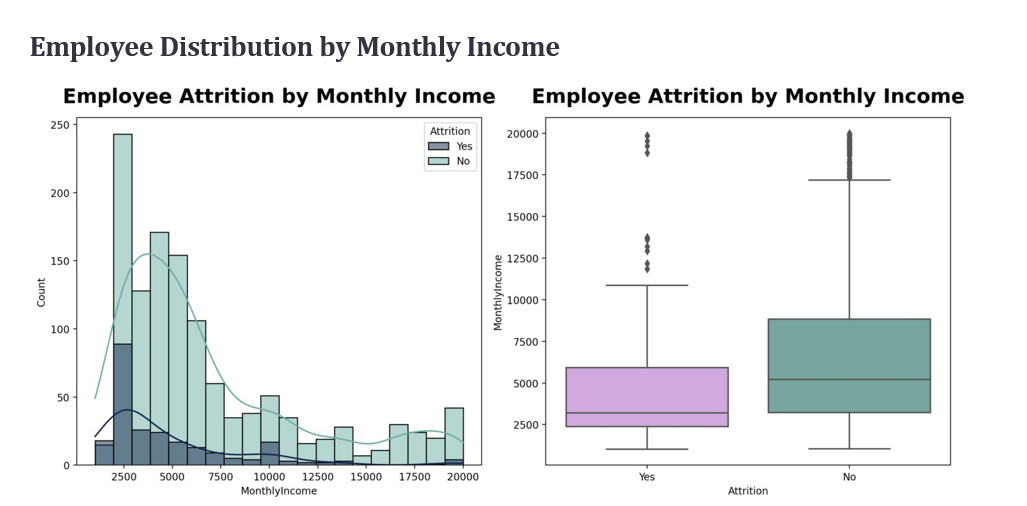 Employee Distribution by Monthly Income
Employee Attrition by Monthly Income
250
200
150
100
50
0
Count
2500 5000 7500 10000 12500 15000 17500 20000
MonthlyIncome
Attrition
Yes
No
Employee Attrition by Monthly Income
20000
17500
15000
12500
10000
7500
5000
2500
MonthlyIncome
Yes No
Attrition